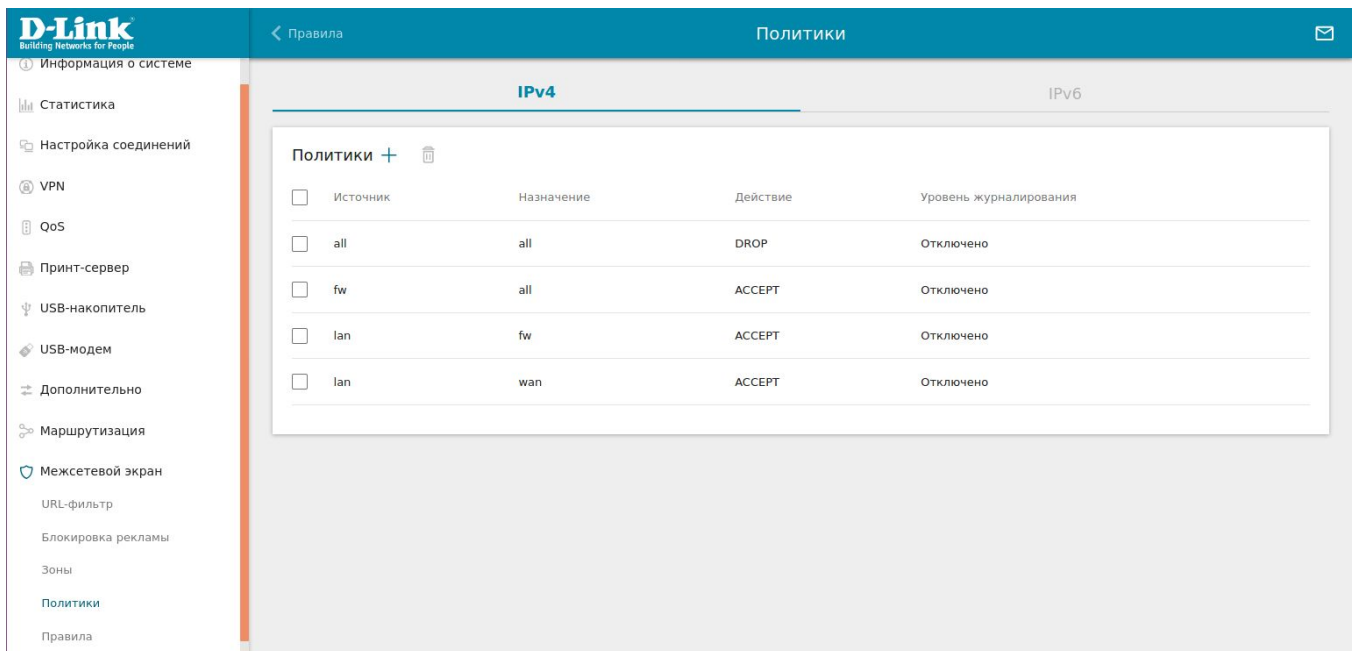 D-Link
Building Networks for People
Правила
Политики
Информация о системе
Статистика
Настройка соединений
VPN
QoS
Принт-сервер
USB-накопитель
USB-модем
Дополнительно
Маршрутизация
Межсетевой экран
URL-фильтр
Блокировка рекламы
Зоны
Политики
Правила
IPv4 IPv6
Политики
Источник Назначение Действие Уровень журналирования
all all DROP Отключено
fw all ACCEPT Отключено
lan fw ACCEPT Отключено
lan wan ACCEPT Отключено